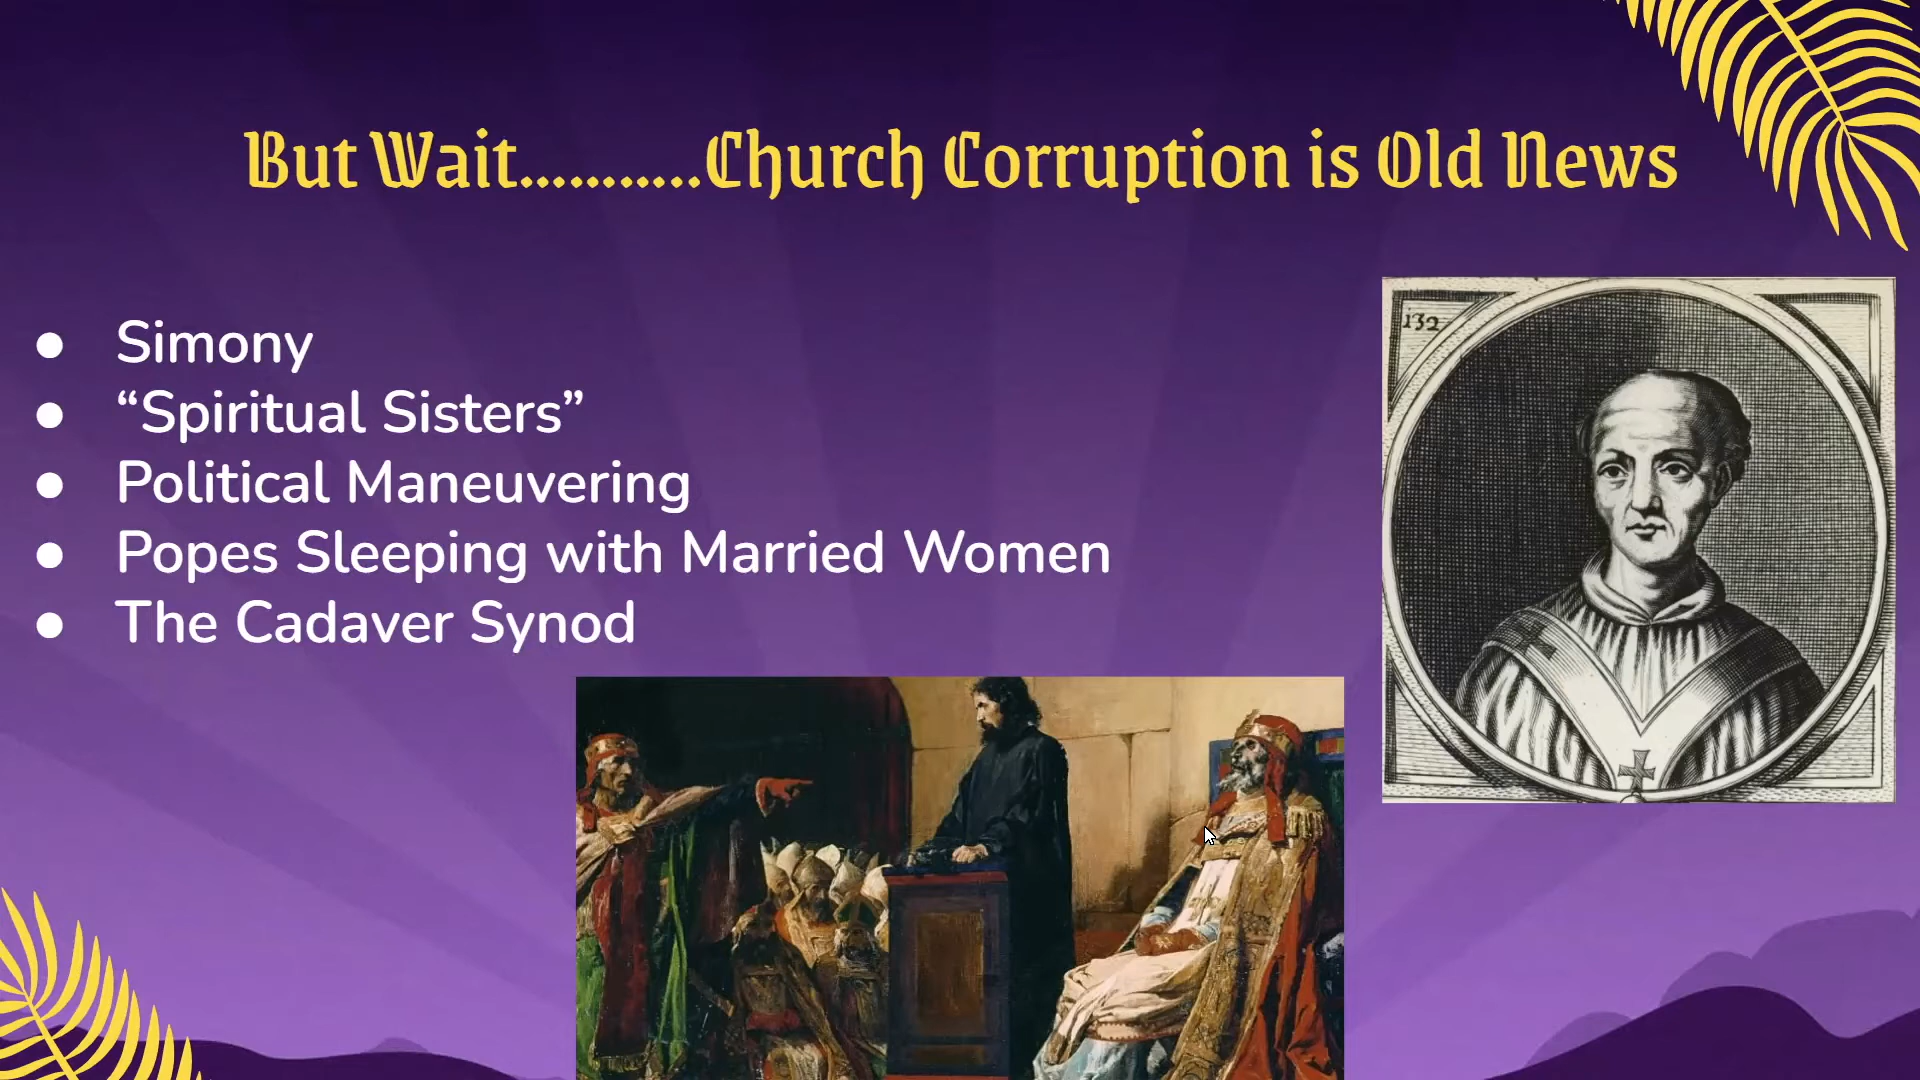 But Wait...........Church Corruption is Old News
● Simony
● “Spiritual Sisters”
● Political Maneuvering
● Popes Sleeping with Married Women
● The Cadaver Synod
132